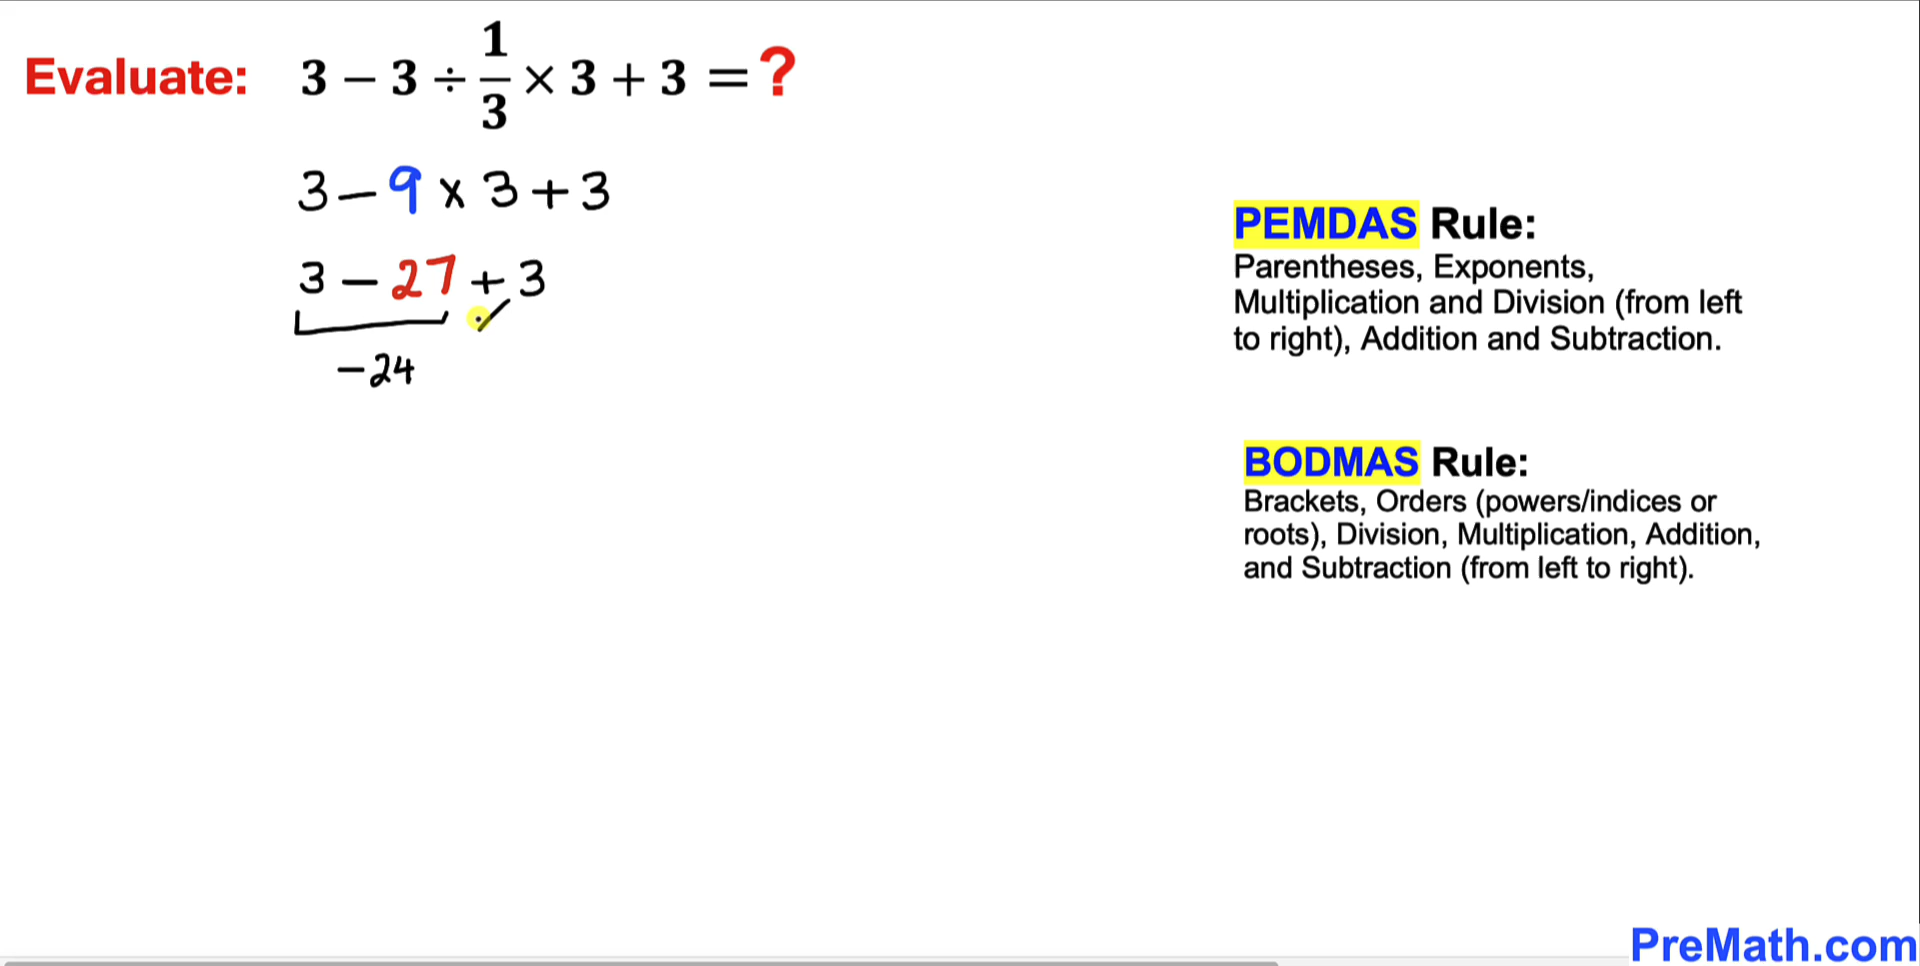 Evaluate: 3 − 3 ÷ 1/3 × 3 + 3 = ?
3 − 9 × 3 + 3
3 − 27 + 3
−24
PEMDAS Rule:
Parentheses, Exponents,
Multiplication and Division (from left
to right), Addition and Subtraction.
BODMAS Rule:
Brackets, Orders (powers/indices or
roots), Division, Multiplication, Addition,
and Subtraction (from left to right).
PreMath.com